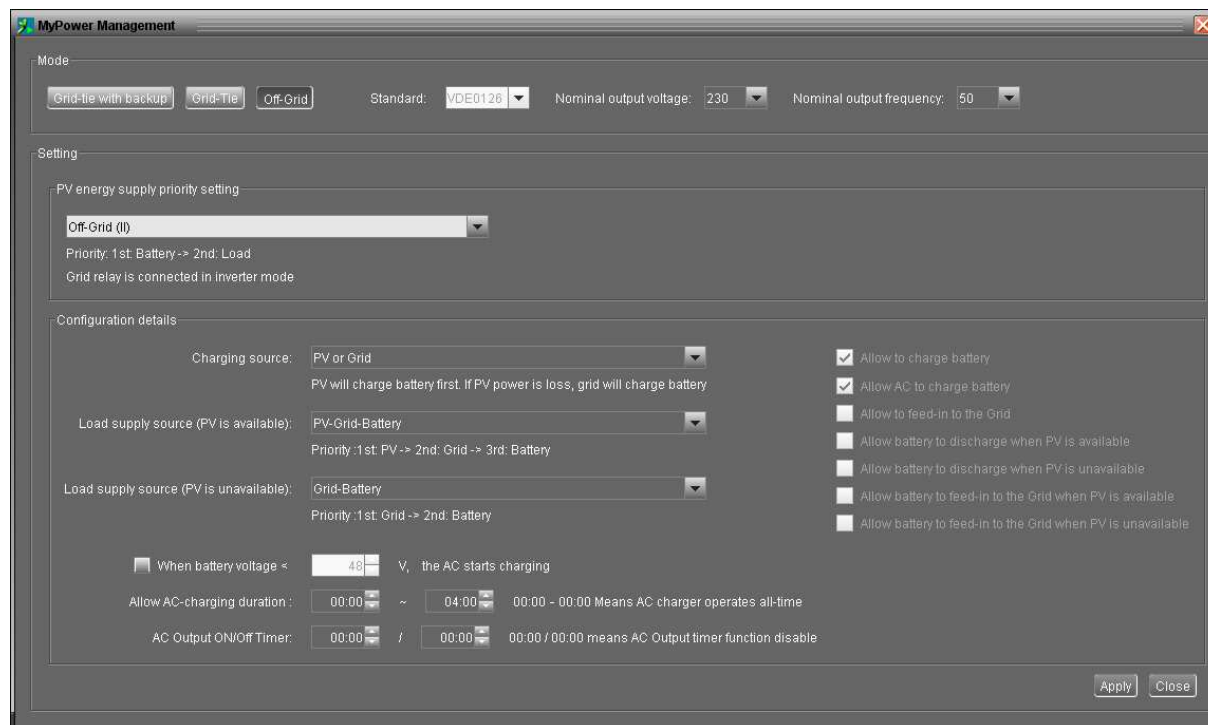 MyPower Management
Mode
Grid-tie with backup Grid-Tie Off-Grid Standard: VDE0126 Nominal output voltage: 230 Nominal output frequency: 50
Setting
PV energy supply priority setting
Off-Grid (II)
Priority: 1st: Battery -> 2nd: Load
Grid relay is connected in inverter mode
Configuration details
Charging source: PV or Grid
PV will charge battery first. If PV power is loss, grid will charge battery
Load supply source (PV is available): PV-Grid-Battery
Priority :1st: PV -> 2nd: Grid -> 3rd: Battery
Load supply source (PV is unavailable): Grid-Battery
Priority :1st: Grid -> 2nd: Battery
When battery voltage < 48 V, the AC starts charging
Allow AC-charging duration : 00:00 ~ 04:00 00:00 - 00:00 Means AC charger operates all-time
AC Output ON/Off Timer: 00:00 / 00:00 00:00 / 00:00 means AC Output timer function disable
Allow to charge battery
Allow AC to charge battery
Allow to feed-in to the Grid
Allow battery to discharge when PV is available
Allow battery to discharge when PV is unavailable
Allow battery to feed-in to the Grid when PV is available
Allow battery to feed-in to the Grid when PV is unavailable
Apply Close